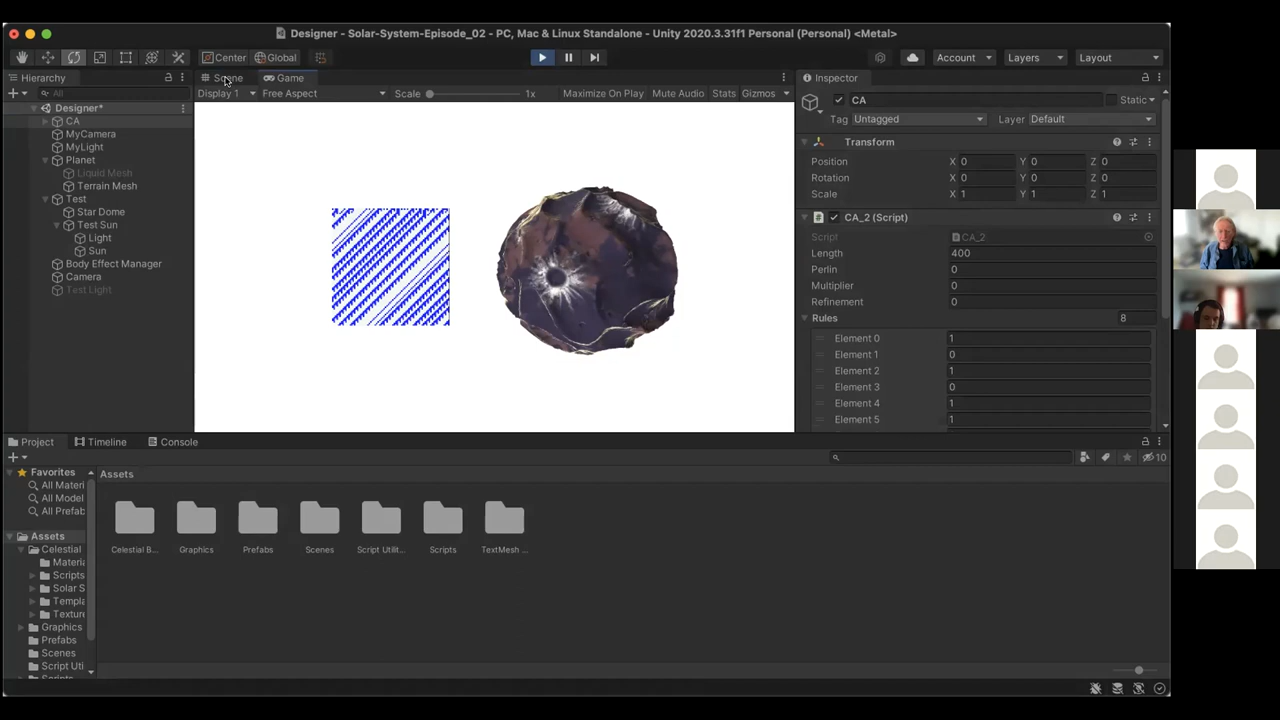 Designer - Solar-System-Episode_02 - PC, Mac & Linux Standalone - Unity 2020.3.31f1 Personal (Personal) <Metal>
Center Global Account Layers Layout
Hierarchy
All
Designer*
CA
MyCamera
MyLight
Planet
Liquid Mesh
Terrain Mesh
Test
Star Dome
Test Sun
Light
Sun
Body Effect Manager
Camera
Test Light
Scene Game
Display 1 Free Aspect Scale 1x Maximize On Play Mute Audio Stats Gizmos
Inspector
CA Static
Tag Untagged Layer Default
Transform
Position X 0 Y 0 Z 0
Rotation X 0 Y 0 Z 0
Scale X 1 Y 1 Z 1
CA_2 (Script)
Script CA_2
Length 400
Perlin 0
Multiplier 0
Refinement 0
Rules 8
Element 0 1
Element 1 0
Element 2 1
Element 3 0
Element 4 1
Element 5 1
Project Timeline Console
10
Favorites
All Materi
All Model
All Prefab
Assets
Celestial
Materia
Scripts
Solar S
Templa
Texture
Graphics
Prefabs
Scenes
Script Uti
Assets
Celestial B...
Graphics
Prefabs
Scenes
Script Utilit...
Scripts
TextMesh ...